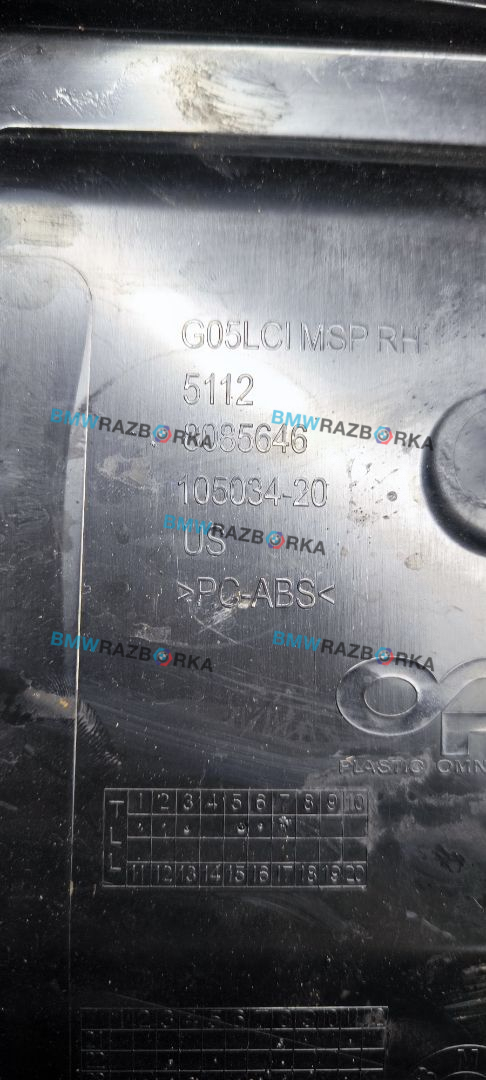 G05LCI MSP RH
5112
BMWRAZBORKA BMWRAZBORKA
8085646
105034-20
BMWRAZBORKA
US
>PC-ABS<
BMWRAZBORKA BMWRAZBORKA
PLASTIC OMN
T 1 2 3 4 5 6 7 8 9 10
L
L 11 12 13 14 15 16 17 18 19 20